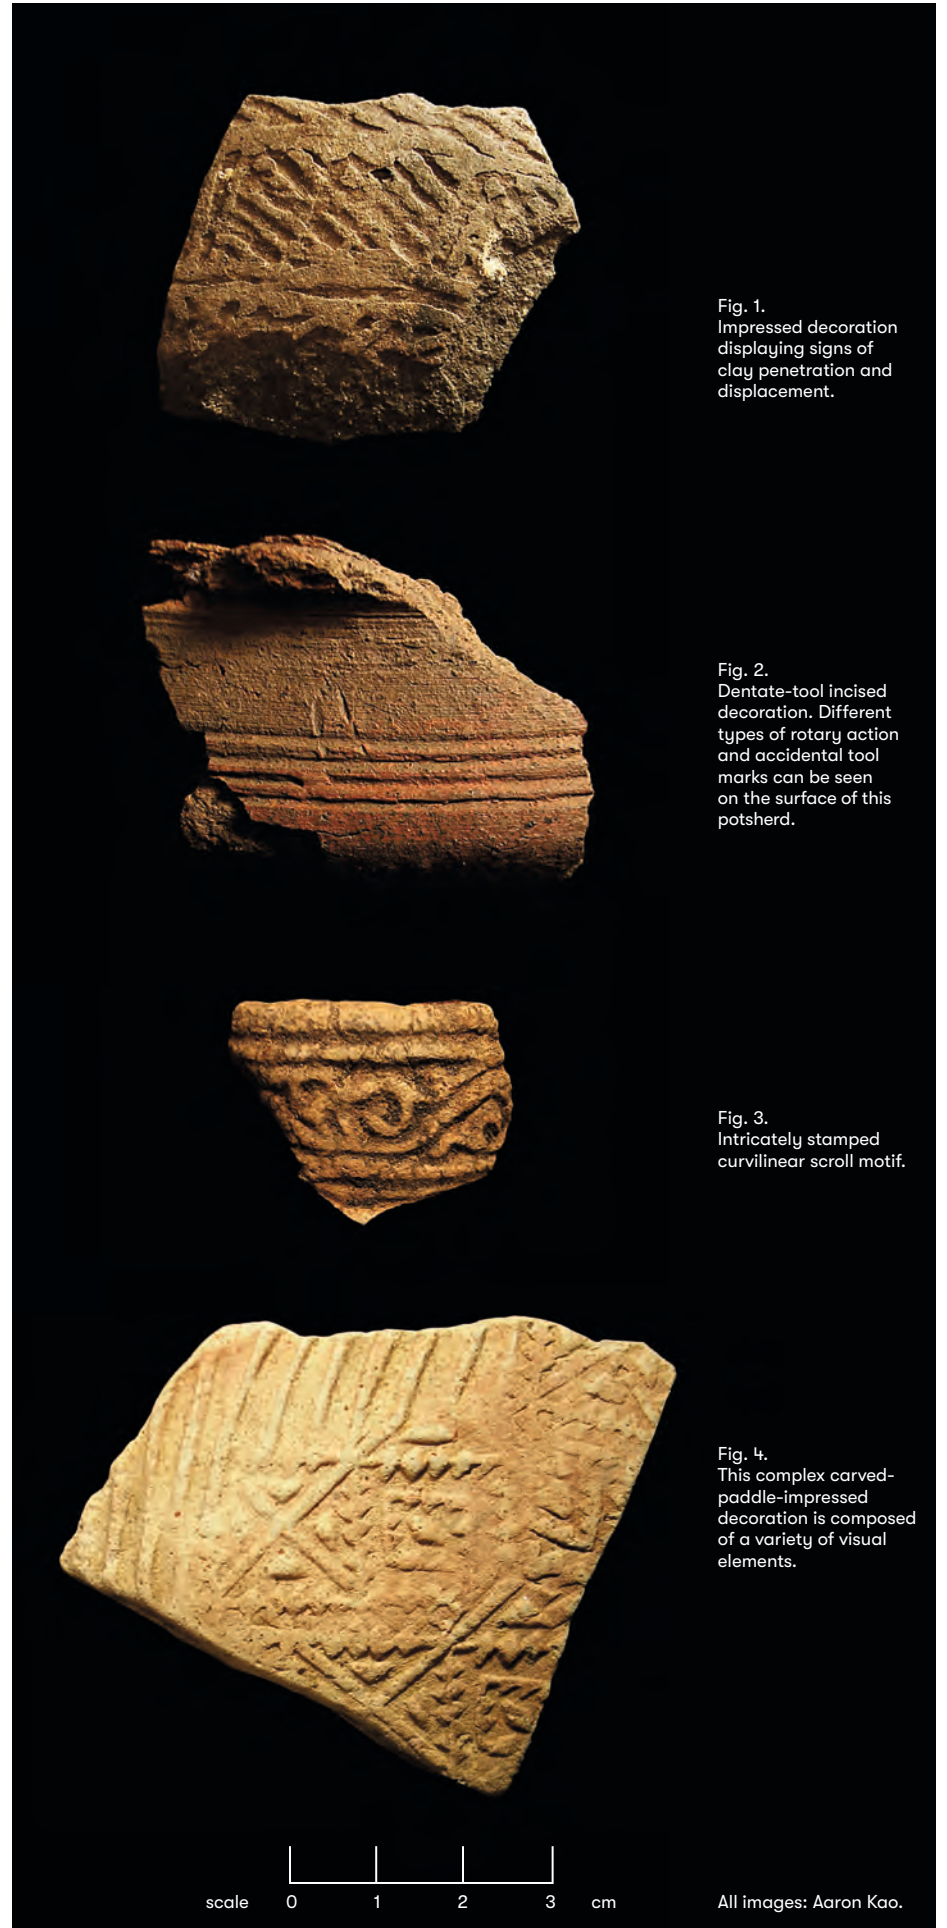 Fig. 1.
Impressed decoration
displaying signs of
clay penetration and
displacement.
Fig. 2.
Dentate-tool incised
decoration. Different
types of rotary action
and accidental tool
marks can be seen
on the surface of this
potsherd.
Fig. 3.
Intricately stamped
curvilinear scroll motif.
Fig. 4.
This complex carved-
paddle-impressed
decoration is composed
of a variety of visual
elements.
scale 0 1 2 3 cm
All images: Aaron Kao.